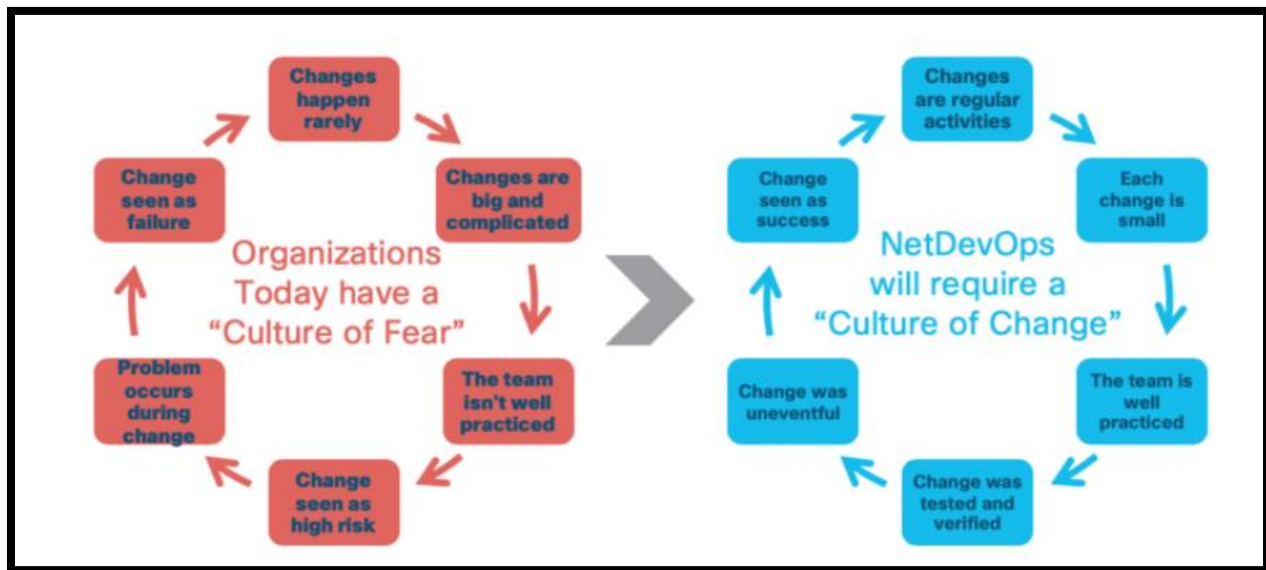 Changes
happen
rarely
Changes are
big and
complicated
The team
isn't well
practiced
Change
seen as
high risk
Problem
occurs
during
change
Change
seen as
failure
Organizations
Today have a
“Culture of Fear”
Changes
are regular
activities
Each
change is
small
The team is
well
practiced
Change was
tested and
verified
Change was
uneventful
Change
seen as
success
NetDevOps
will require a
“Culture of Change”